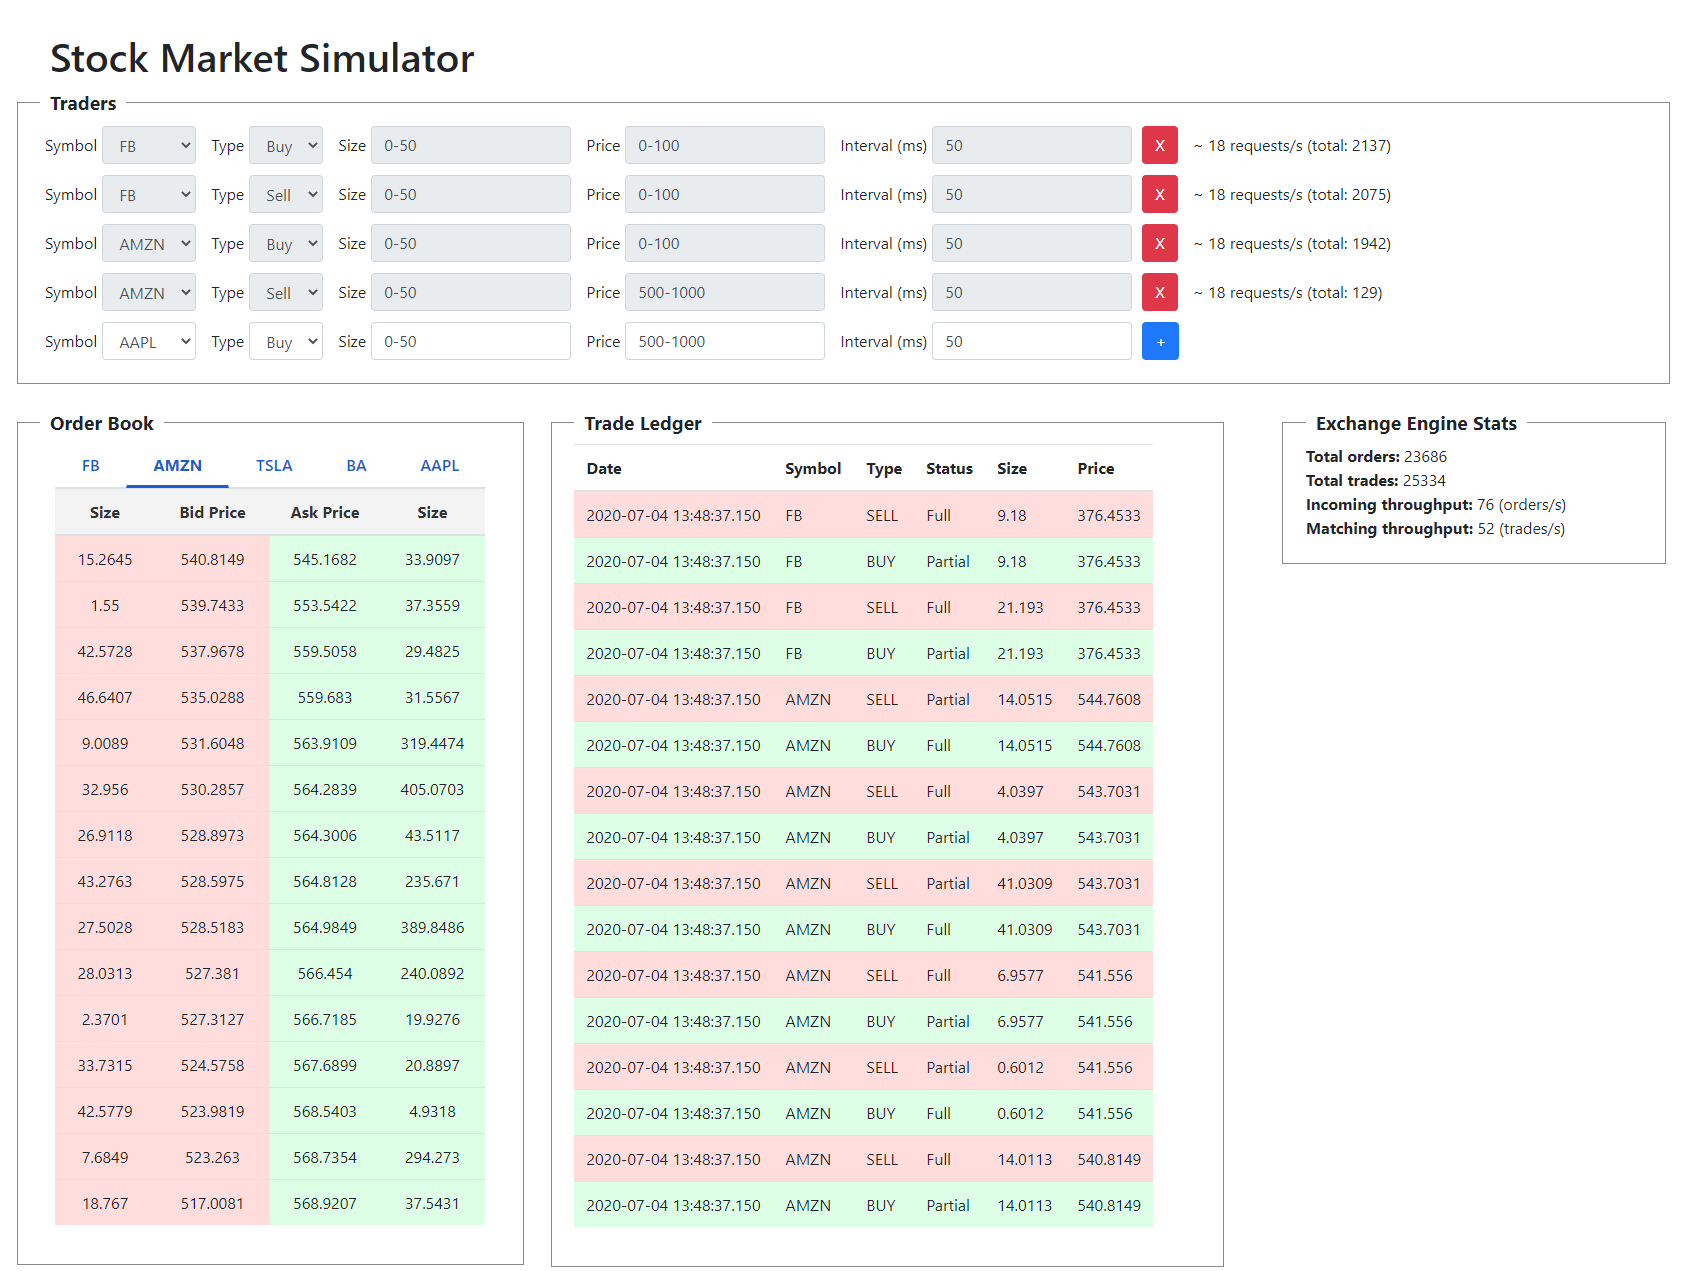 Stock Market Simulator
Traders
Symbol FB Type Buy Size 0-50 Price 0-100 Interval (ms) 50 X ~ 18 requests/s (total: 2137)
Symbol FB Type Sell Size 0-50 Price 0-100 Interval (ms) 50 X ~ 18 requests/s (total: 2075)
Symbol AMZN Type Buy Size 0-50 Price 0-100 Interval (ms) 50 X ~ 18 requests/s (total: 1942)
Symbol AMZN Type Sell Size 0-50 Price 500-1000 Interval (ms) 50 X ~ 18 requests/s (total: 129)
Symbol AAPL Type Buy Size 0-50 Price 500-1000 Interval (ms) 50 +
Order Book
FB AMZN TSLA BA AAPL
Size Bid Price Ask Price Size
15.2645 540.8149 545.1682 33.9097
1.55 539.7433 553.5422 37.3559
42.5728 537.9678 559.5058 29.4825
46.6407 535.0288 559.683 31.5567
9.0089 531.6048 563.9109 319.4474
32.956 530.2857 564.2839 405.0703
26.9118 528.8973 564.3006 43.5117
43.2763 528.5975 564.8128 235.671
27.5028 528.5183 564.9849 389.8486
28.0313 527.381 566.454 240.0892
2.3701 527.3127 566.7185 19.9276
33.7315 524.5758 567.6899 20.8897
42.5779 523.9819 568.5403 4.9318
7.6849 523.263 568.7354 294.273
18.767 517.0081 568.9207 37.5431
Trade Ledger
Date Symbol Type Status Size Price
2020-07-04 13:48:37.150 FB SELL Full 9.18 376.4533
2020-07-04 13:48:37.150 FB BUY Partial 9.18 376.4533
2020-07-04 13:48:37.150 FB SELL Full 21.193 376.4533
2020-07-04 13:48:37.150 FB BUY Partial 21.193 376.4533
2020-07-04 13:48:37.150 AMZN SELL Partial 14.0515 544.7608
2020-07-04 13:48:37.150 AMZN BUY Full 14.0515 544.7608
2020-07-04 13:48:37.150 AMZN SELL Full 4.0397 543.7031
2020-07-04 13:48:37.150 AMZN BUY Partial 4.0397 543.7031
2020-07-04 13:48:37.150 AMZN SELL Partial 41.0309 543.7031
2020-07-04 13:48:37.150 AMZN BUY Full 41.0309 543.7031
2020-07-04 13:48:37.150 AMZN SELL Full 6.9577 541.556
2020-07-04 13:48:37.150 AMZN BUY Partial 6.9577 541.556
2020-07-04 13:48:37.150 AMZN SELL Partial 0.6012 541.556
2020-07-04 13:48:37.150 AMZN BUY Full 0.6012 541.556
2020-07-04 13:48:37.150 AMZN SELL Full 14.0113 540.8149
2020-07-04 13:48:37.150 AMZN BUY Partial 14.0113 540.8149
Exchange Engine Stats
Total orders: 23686
Total trades: 25334
Incoming throughput: 76 (orders/s)
Matching throughput: 52 (trades/s)